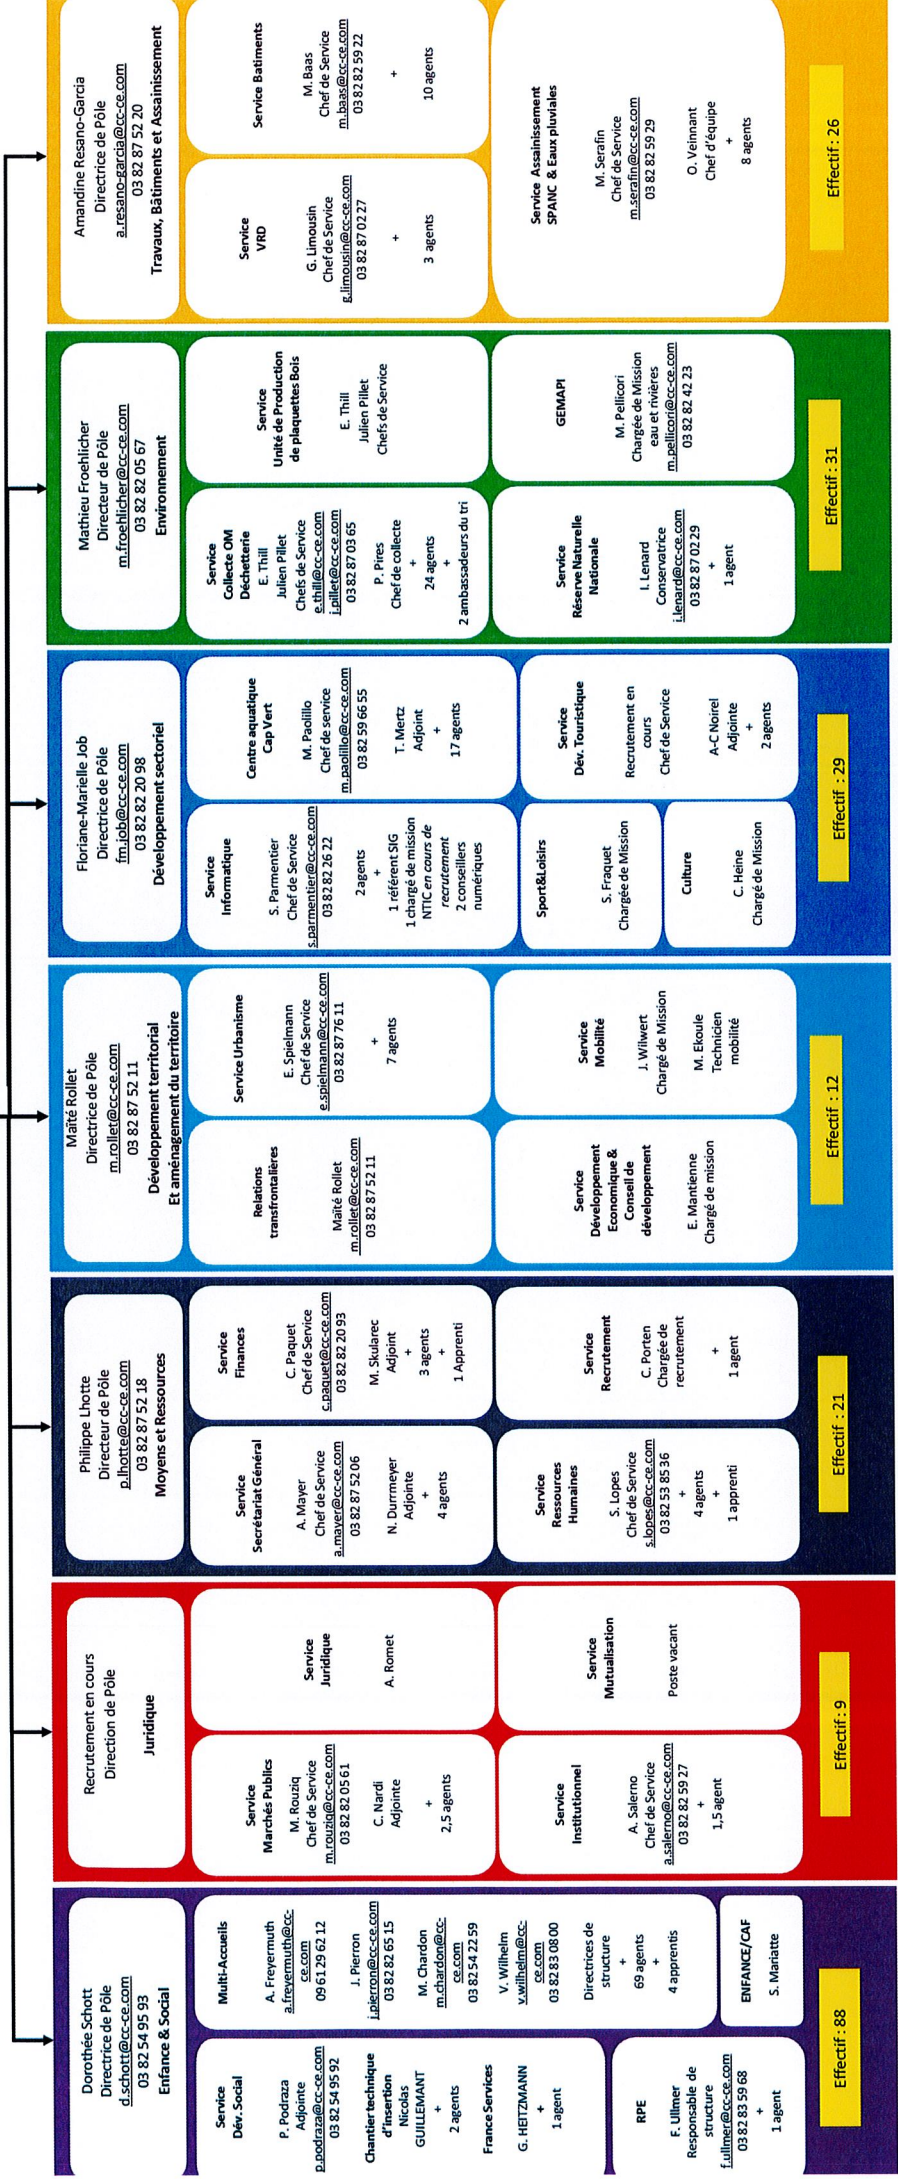 Dorothée Schott
Directrice de Pôle
d.schott@cc-ce.com
03 82 54 95 93
Enfance & Social
Service
Dév. Social
P. Podraza
Adjointe
p.podraza@cc-ce.com
03 82 54 95 92
Chantier technique
d'insertion
Nicolas
GUILLEMANT
+
2 agents
France Services
G. HEITZMANN
+
1 agent
Multi-Accueils
A. Freyermuth
a.freyermuth@cc-
ce.com
09 61 29 62 12
J. Pierron
j.pierron@cc-ce.com
03 82 82 65 15
M. Chardon
m.chardon@cc-
ce.com
03 82 54 22 59
V. Wilhelm
v.wilhelm@cc-
ce.com
03 82 83 08 00
Directrices de
structure
+
69 agents
+
4 apprentis
RPE
F. Ullmer
Responsable de
structure
f.ullmer@cc-ce.com
03 82 83 59 68
+
1 agent
ENFANCE/CAF
S. Mariatte
Effectif : 88
Recrutement en cours
Direction de Pôle
Juridique
Service
Marchés Publics
M. Rouziq
Chef de Service
m.rouziq@cc-ce.com
03 82 82 05 61
C. Nardi
Adjointe
+
2,5 agents
Service
Juridique
A. Romet
Service
Institutionnel
A. Salerno
Chef de Service
a.salerno@cc-ce.com
03 82 82 59 27
+
1,5 agent
Service
Mutualisation
Poste vacant
Effectif : 9
Philippe Lhotte
Directeur de Pôle
p.lhotte@cc-ce.com
03 82 87 52 18
Moyens et Ressources
Service
Secrétariat Général
A. Mayer
Chef de Service
a.mayer@cc-ce.com
03 82 87 52 06
N. Durrmeyer
Adjointe
+
4 agents
Service
Finances
C. Paquet
Chef de Service
c.paquet@cc-ce.com
03 82 82 20 93
M. Skularec
Adjoint
+
3 agents
+
1 Apprenti
Service
Ressources
Humaines
S. Lopes
Chef de Service
s.lopes@cc-ce.com
03 82 53 85 36
+
4 agents
+
1 apprenti
Service
Recrutement
C. Porten
Chargée de
recrutement
+
1 agent
Effectif : 21
Maïté Rollet
Directrice de Pôle
m.rollet@cc-ce.com
03 82 87 52 11
Développement territorial
Et aménagement du territoire
Relations
transfrontalières
Maïté Rollet
m.rollet@cc-ce.com
03 82 87 52 11
Service Urbanisme
E. Spielmann
Chef de Service
e.spielmann@cc-ce.com
03 82 87 76 11
+
7 agents
Service
Développement
Economique &
Conseil de
développement
E. Mantienne
Chargé de mission
Service
Mobilité
J. Wilwert
Chargé de Mission
M. Ekoule
Technicien
mobilité
Effectif : 12
Floriane-Marielle Job
Directrice de Pôle
fm.job@cc-ce.com
03 82 82 20 98
Développement sectoriel
Service
Informatique
S. Parmentier
Chef de Service
s.parmentier@cc-ce.com
03 82 82 26 22
2 agents
+
1 référent SIG
1 chargé de mission
NTIC en cours de
recrutement
2 conseillers
numériques
Centre aquatique
Cap Vert
M. Paolillo
Chef de service
m.paolillo@cc-ce.com
03 82 59 66 55
T. Mertz
Adjoint
+
17 agents
Sport&Loisirs
S. Fraquet
Chargée de Mission
Culture
C. Heine
Chargé de Mission
Service
Dév. Touristique
Recrutement en
cours
Chef de Service
A-C Noirel
Adjointe
+
2 agents
Effectif : 29
Mathieu Froehlicher
Directeur de Pôle
m.froehlicher@cc-ce.com
03 82 82 05 67
Environnement
Service
Collecte OM
Déchetterie
E. Thill
Julien Pillet
Chefs de Service
e.thill@cc-ce.com
j.pillet@cc-ce.com
03 82 87 03 65
P. Pires
Chef de collecte
+
24 agents
+
2 ambassadeurs du tri
Service
Unité de Production
de plaquettes Bois
E. Thill
Julien Pillet
Chefs de Service
Service
Réserve Naturelle
Nationale
I. Lenard
Conservatrice
i.lenard@cc-ce.com
03 82 87 02 29
+
1 agent
GEMAPI
M. Pellicori
Chargée de Mission
eau et rivières
m.pellicori@cc-ce.com
03 82 82 42 23
Effectif : 31
Amandine Resano-Garcia
Directrice de Pôle
a.resano-garcia@cc-ce.com
03 82 87 52 20
Travaux, Bâtiments et Assainissement
Service
VRD
G. Limousin
Chef de Service
g.limousin@cc-ce.com
03 82 87 02 27
+
3 agents
Service Batiments
M. Baas
Chef de Service
m.baas@cc-ce.com
03 82 82 59 22
+
10 agents
Service Assainissement
SPANC & Eaux pluviales
M. Serafin
Chef de Service
m.serafin@cc-ce.com
03 82 82 59 29
O. Veinnant
Chef d'équipe
+
8 agents
Effectif : 26